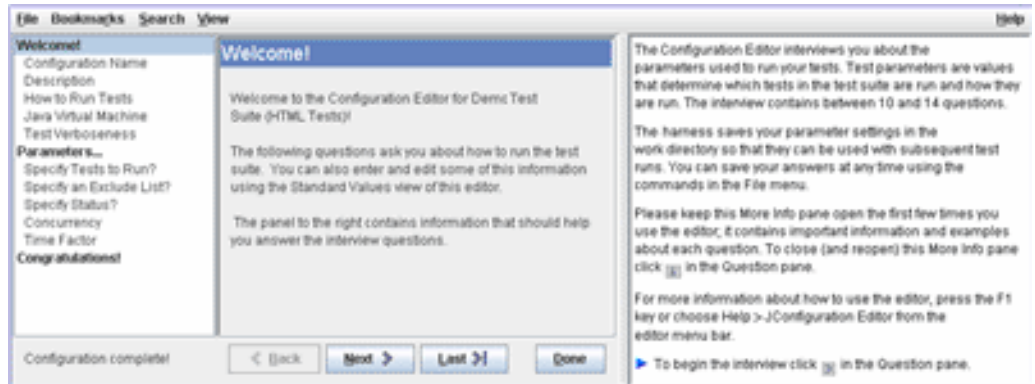 File Bookmarks Search View Help
Welcome!
Configuration Name
Description
How to Run Tests
Java Virtual Machine
Test Verboseness
Parameters...
Specify Tests to Run?
Specify an Exclude List?
Specify Status?
Concurrency
Time Factor
Congratulations!
Configuration complete!
Welcome!
Welcome to the Configuration Editor for Demo Test
Suite (HTML Tests)!
The following questions ask you about how to run the test
suite. You can also enter and edit some of this information
using the Standard Values view of this editor.
The panel to the right contains information that should help
you answer the interview questions.
Back Next Last Done
The Configuration Editor interviews you about the
parameters used to run your tests. Test parameters are values
that determine which tests in the test suite are run and how they
are run. The interview contains between 10 and 14 questions.
The harness saves your parameter settings in the
work directory so that they can be used with subsequent test
runs. You can save your answers at any time using the
commands in the File menu.
Please keep this More Info pane open the first few times you
use the editor; it contains important information and examples
about each question. To close (and reopen) this More Info pane
click in the Question pane.
For more information about how to use the editor, press the F1
key or choose Help > JConfiguration Editor from the
editor menu bar.
To begin the interview click in the Question pane.